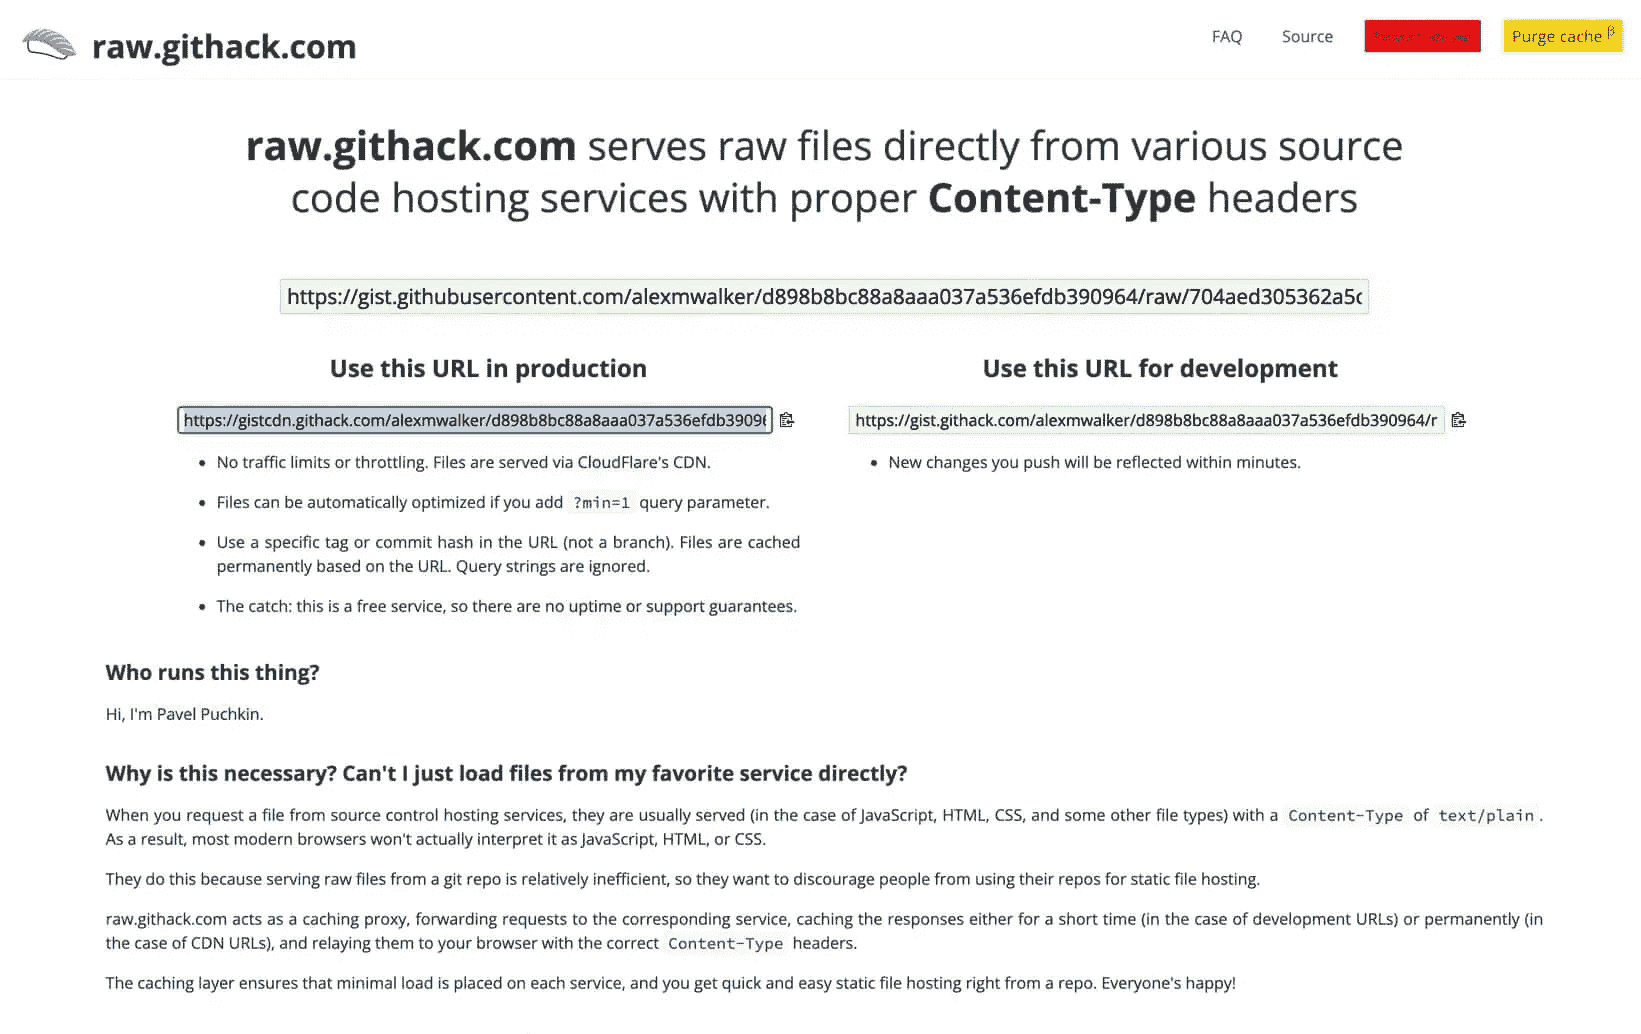 raw.githack.com
FAQ
Source
Purge cache β
raw.githack.com serves raw files directly from various source
code hosting services with proper Content-Type headers
https://gist.githubusercontent.com/alexmwalker/d898b8bc88a8aaa037a536efdb390964/raw/704aed305362a5c
Use this URL in production
Use this URL for development
https://gistcdn.githack.com/alexmwalker/d898b8bc88a8aaa037a536efdb39096
https://gist.githack.com/alexmwalker/d898b8bc88a8aaa037a536efdb390964/r
• No traffic limits or throttling. Files are served via CloudFlare's CDN.
• Files can be automatically optimized if you add ?min=1 query parameter.
• Use a specific tag or commit hash in the URL (not a branch). Files are cached
permanently based on the URL. Query strings are ignored.
• The catch: this is a free service, so there are no uptime or support guarantees.
• New changes you push will be reflected within minutes.
Who runs this thing?
Hi, I'm Pavel Puchkin.
Why is this necessary? Can't I just load files from my favorite service directly?
When you request a file from source control hosting services, they are usually served (in the case of JavaScript, HTML, CSS, and some other file types) with a Content-Type of text/plain.
As a result, most modern browsers won't actually interpret it as JavaScript, HTML, or CSS.
They do this because serving raw files from a git repo is relatively inefficient, so they want to discourage people from using their repos for static file hosting.
raw.githack.com acts as a caching proxy, forwarding requests to the corresponding service, caching the responses either for a short time (in the case of development URLs) or permanently (in
the case of CDN URLs), and relaying them to your browser with the correct Content-Type headers.
The caching layer ensures that minimal load is placed on each service, and you get quick and easy static file hosting right from a repo. Everyone's happy!